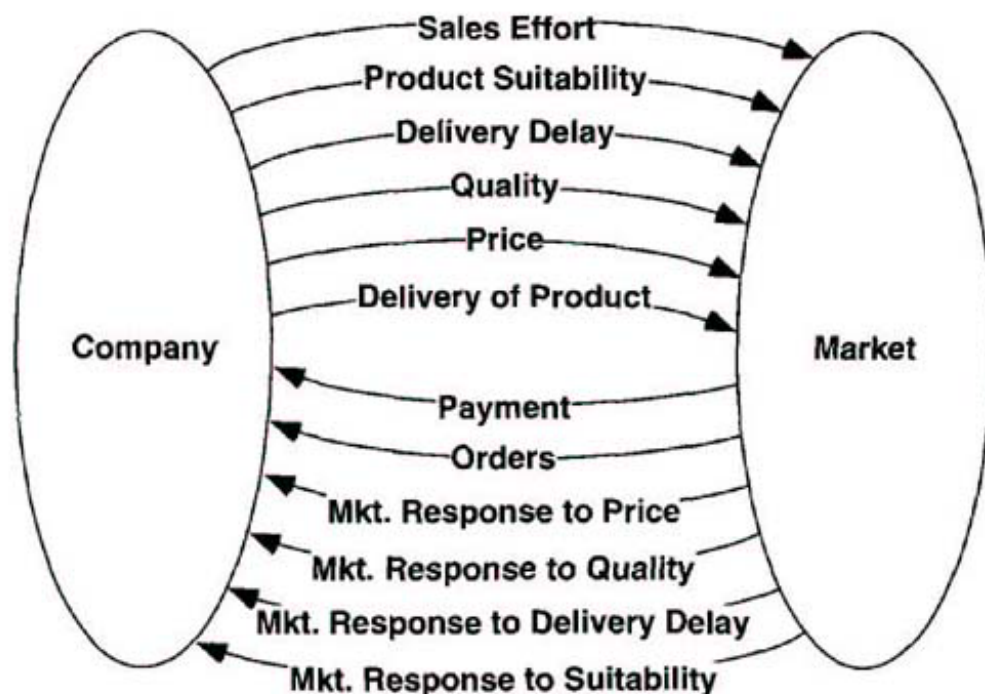 Sales Effort
Product Suitability
Delivery Delay
Quality
Price
Delivery of Product
Company
Market
Payment
Orders
Mkt. Response to Price
Mkt. Response to Quality
Mkt. Response to Delivery Delay
Mkt. Response to Suitability